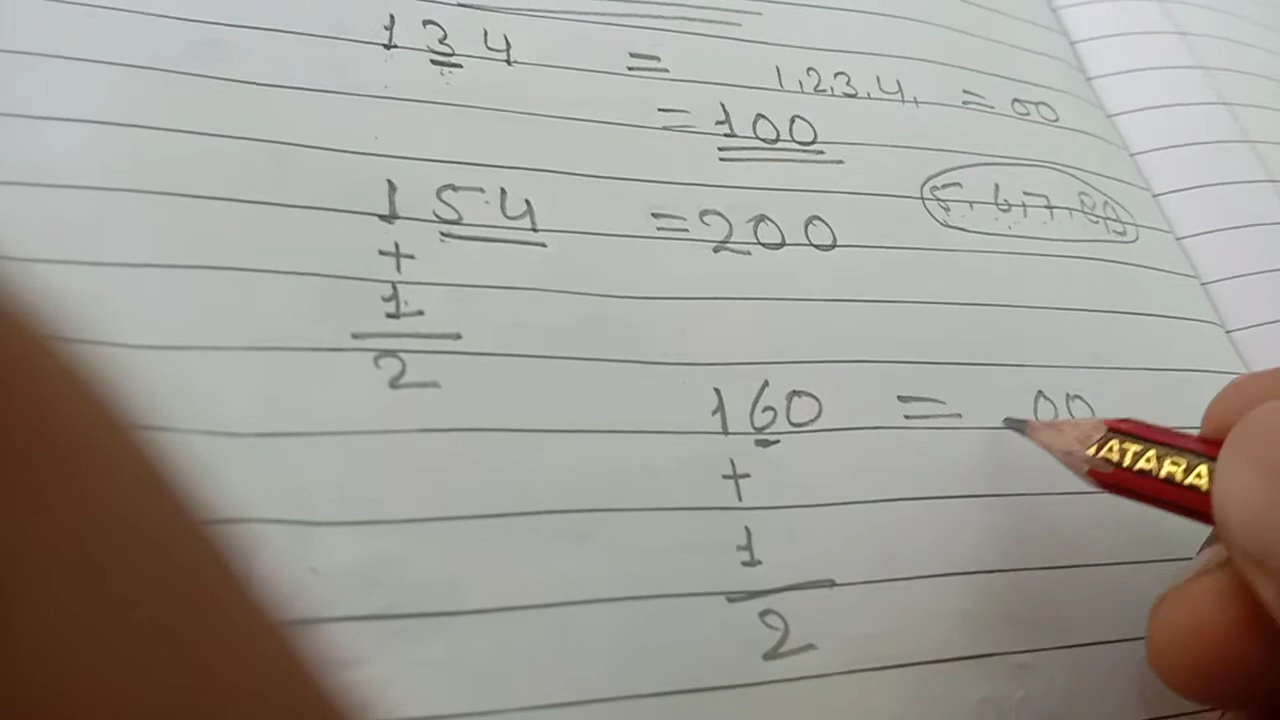 134 = 1,2,3,4, = 00
= 100
154 = 200 5,6,7,8,9
+
1
2
160 = 00
+
1
2
ATARA